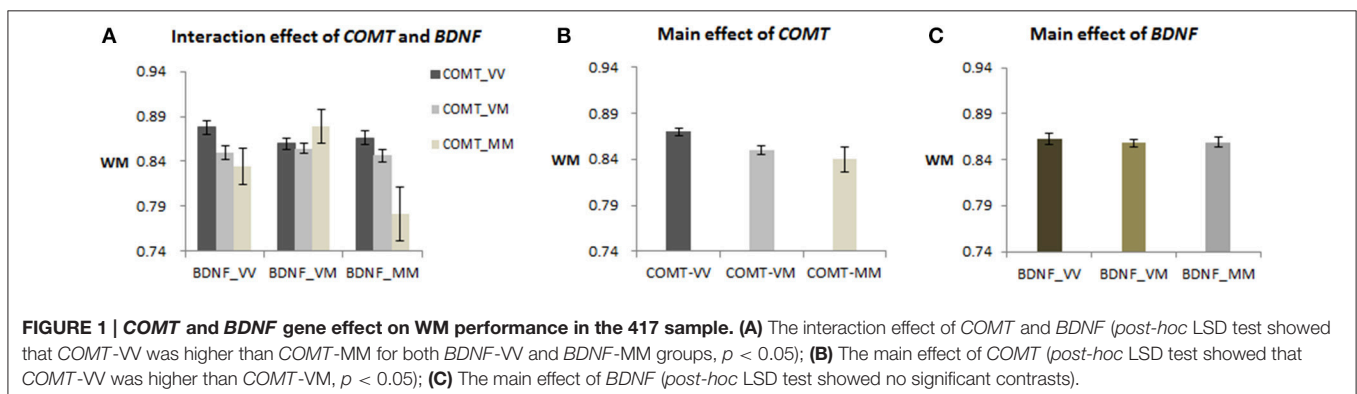 A Interaction effect of COMT and BDNF
0.94
0.89
WM 0.84
0.79
0.74
COMT_VV
COMT_VM
COMT_MM
BDNF_VV BDNF_VM BDNF_MM
B Main effect of COMT
0.94
0.89
WM 0.84
0.79
0.74
COMT-VV COMT-VM COMT-MM
C Main effect of BDNF
0.94
0.89
WM 0.84
0.79
0.74
BDNF_VV BDNF_VM BDNF_MM
FIGURE 1 | COMT and BDNF gene effect on WM performance in the 417 sample. (A) The interaction effect of COMT and BDNF (post-hoc LSD test showed
that COMT-VV was higher than COMT-MM for both BDNF-VV and BDNF-MM groups, p < 0.05); (B) The main effect of COMT (post-hoc LSD test showed that
COMT-VV was higher than COMT-VM, p < 0.05); (C) The main effect of BDNF (post-hoc LSD test showed no significant contrasts).